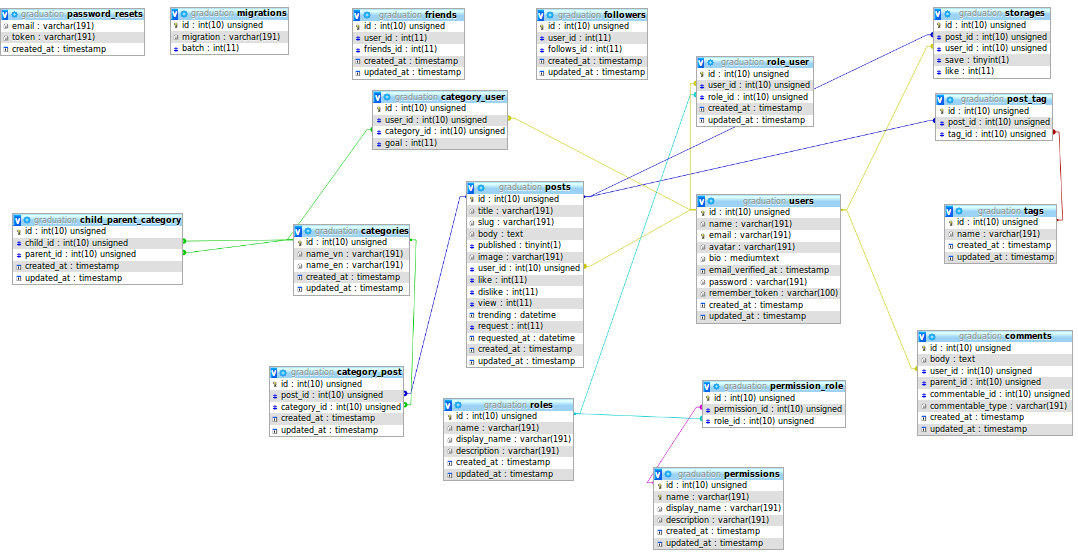 graduation password_resets
email : varchar(191)
token : varchar(191)
created_at : timestamp
graduation migrations
id : int(10) unsigned
migration : varchar(191)
batch : int(11)
graduation friends
id : int(10) unsigned
user_id : int(11)
friends_id : int(11)
created_at : timestamp
updated_at : timestamp
graduation followers
id : int(10) unsigned
user_id : int(11)
follows_id : int(11)
created_at : timestamp
updated_at : timestamp
graduation storages
id : int(10) unsigned
post_id : int(10) unsigned
user_id : int(10) unsigned
save : tinyint(1)
like : int(11)
graduation role_user
id : int(10) unsigned
user_id : int(10) unsigned
role_id : int(10) unsigned
created_at : timestamp
updated_at : timestamp
graduation category_user
id : int(10) unsigned
user_id : int(10) unsigned
category_id : int(10) unsigned
goal : int(11)
graduation post_tag
id : int(10) unsigned
post_id : int(10) unsigned
tag_id : int(10) unsigned
graduation posts
id : int(10) unsigned
title : varchar(191)
slug : varchar(191)
body : text
published : tinyint(1)
image : varchar(191)
user_id : int(10) unsigned
like : int(11)
dislike : int(11)
view : int(11)
trending : datetime
request : int(11)
requested_at : datetime
created_at : timestamp
updated_at : timestamp
graduation users
id : int(10) unsigned
name : varchar(191)
email : varchar(191)
avatar : varchar(191)
bio : mediumtext
email_verified_at : timestamp
password : varchar(191)
remember_token : varchar(100)
created_at : timestamp
updated_at : timestamp
graduation tags
id : int(10) unsigned
name : varchar(191)
created_at : timestamp
updated_at : timestamp
graduation child_parent_category
id : int(10) unsigned
child_id : int(10) unsigned
parent_id : int(10) unsigned
created_at : timestamp
updated_at : timestamp
graduation categories
id : int(10) unsigned
name_vn : varchar(191)
name_en : varchar(191)
created_at : timestamp
updated_at : timestamp
graduation comments
id : int(10) unsigned
body : text
user_id : int(10) unsigned
parent_id : int(10) unsigned
commentable_id : int(10) unsigned
commentable_type : varchar(191)
created_at : timestamp
updated_at : timestamp
graduation category_post
id : int(10) unsigned
post_id : int(10) unsigned
category_id : int(10) unsigned
created_at : timestamp
updated_at : timestamp
graduation roles
id : int(10) unsigned
name : varchar(191)
display_name : varchar(191)
description : varchar(191)
created_at : timestamp
updated_at : timestamp
graduation permission_role
id : int(10) unsigned
permission_id : int(10) unsigned
role_id : int(10) unsigned
graduation permissions
id : int(10) unsigned
name : varchar(191)
display_name : varchar(191)
description : varchar(191)
created_at : timestamp
updated_at : timestamp